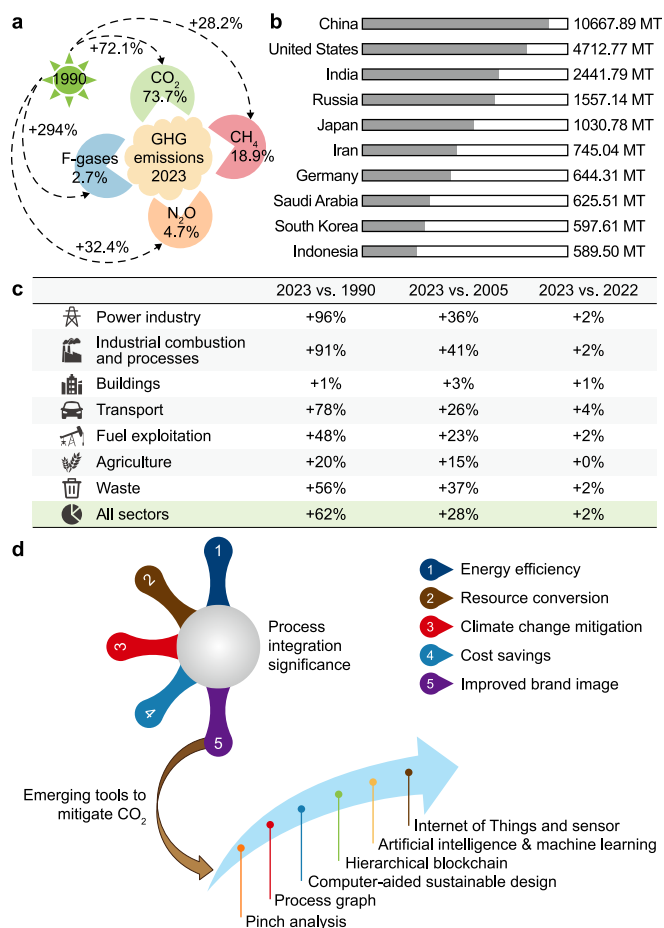 a
+28.2%
+72.1%
1990
CO2
73.7%
+294%
F-gases
2.7%
GHG
emissions
2023
CH4
18.9%
N2O
4.7%
+32.4%
b
China 10667.89 MT
United States 4712.77 MT
India 2441.79 MT
Russia 1557.14 MT
Japan 1030.78 MT
Iran 745.04 MT
Germany 644.31 MT
Saudi Arabia 625.51 MT
South Korea 597.61 MT
Indonesia 589.50 MT
c
2023 vs. 1990 2023 vs. 2005 2023 vs. 2022
Power industry +96% +36% +2%
Industrial combustion
and processes +91% +41% +2%
Buildings +1% +3% +1%
Transport +78% +26% +4%
Fuel exploitation +48% +23% +2%
Agriculture +20% +15% +0%
Waste +56% +37% +2%
All sectors +62% +28% +2%
d
1
2
3
4
5
Process
integration
significance
1 Energy efficiency
2 Resource conversion
3 Climate change mitigation
4 Cost savings
5 Improved brand image
Emerging tools to
mitigate CO2
Internet of Things and sensor
Artificial intelligence & machine learning
Hierarchical blockchain
Computer-aided sustainable design
Process graph
Pinch analysis